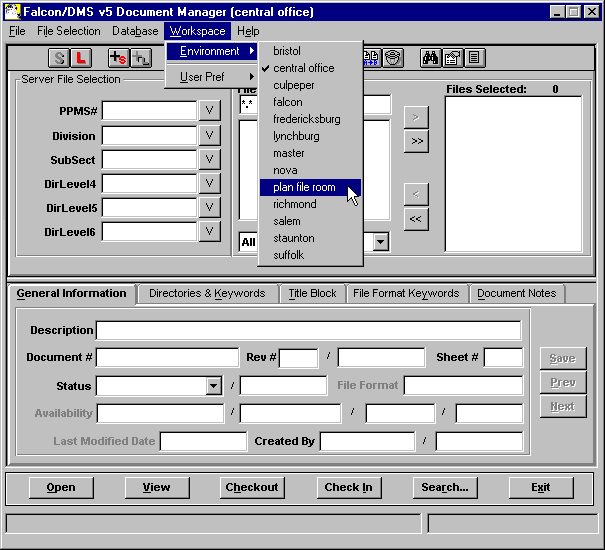 Falcon/DMS v5 Document Manager (central office)
File File Selection DataBase Workspace Help
Environment
User Pref
bristol
central office
culpeper
falcon
fredericksburg
lynchburg
master
nova
plan file room
richmond
salem
staunton
suffolk
S L +S +L
Server File Selection
Files Selected: 0
PPMS# V
*.*
Division V
SubSect V
DirLevel4 V
DirLevel5 V
DirLevel6 V
>
>>
<
<<
All
General Information Directories & Keywords Title Block File Format Keywords Document Notes
Description
Document # Rev # / Sheet #
Status / File Format
Availability / / /
Last Modified Date Created By /
Save
Prev
Next
Open View Checkout Check In Search... Exit